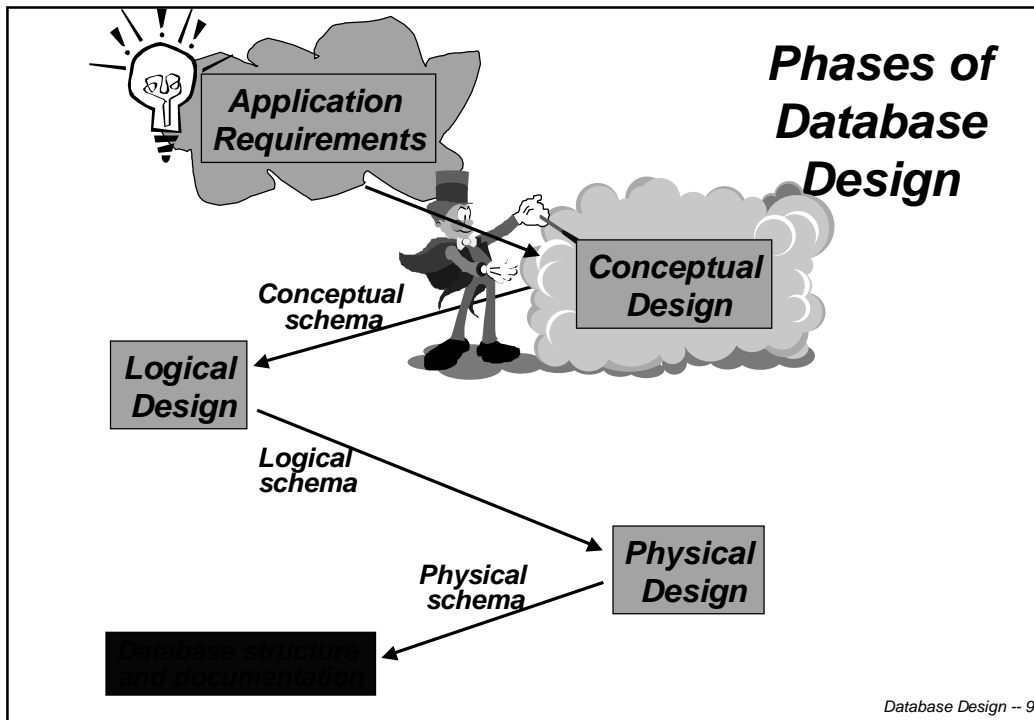 Phases of
Database
Design
Application
Requirements
Conceptual
Design
Conceptual
schema
Logical
Design
Logical
schema
Physical
Design
Physical
schema
Database structure
and documentation
Database Design -- 9